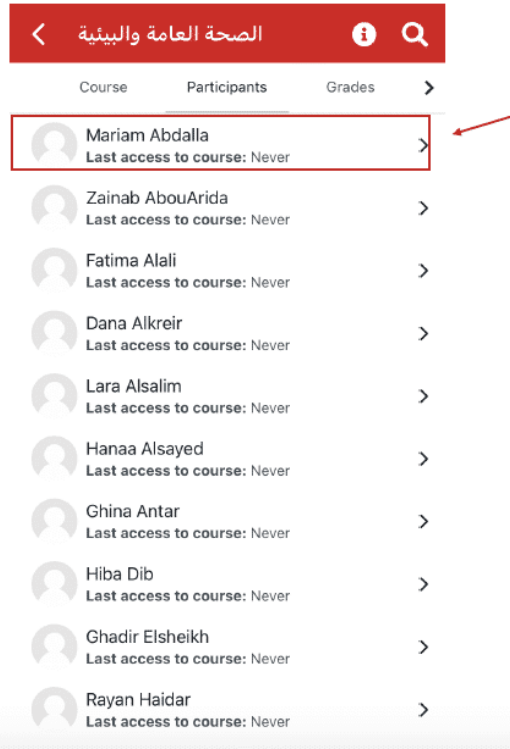 الصحة العامة والبيئية
Course Participants Grades
Mariam Abdalla
Last access to course: Never
Zainab AbouArida
Last access to course: Never
Fatima Alali
Last access to course: Never
Dana Alkreir
Last access to course: Never
Lara Alsalim
Last access to course: Never
Hanaa Alsayed
Last access to course: Never
Ghina Antar
Last access to course: Never
Hiba Dib
Last access to course: Never
Ghadir Elsheikh
Last access to course: Never
Rayan Haidar
Last access to course: Never